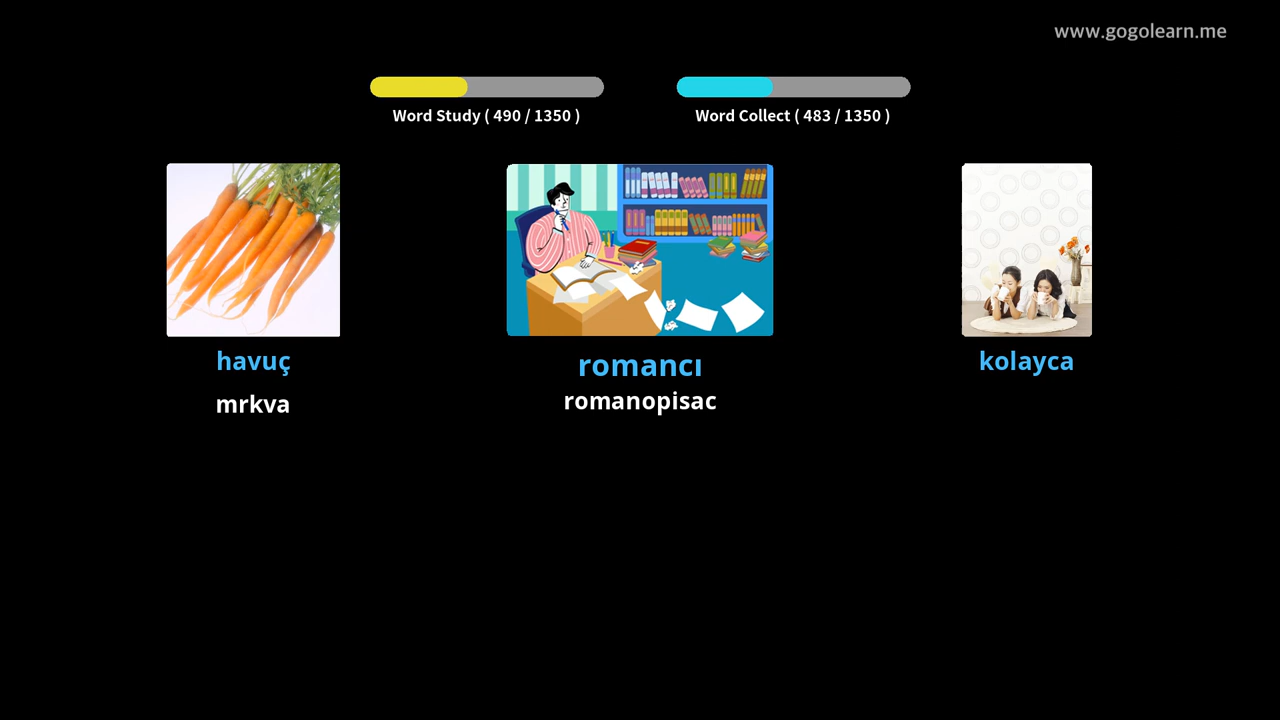 www.gogolearn.me
Word Study ( 490 / 1350 )
Word Collect ( 483 / 1350 )
havuç
romancı
kolayca
mrkva
romanopisac